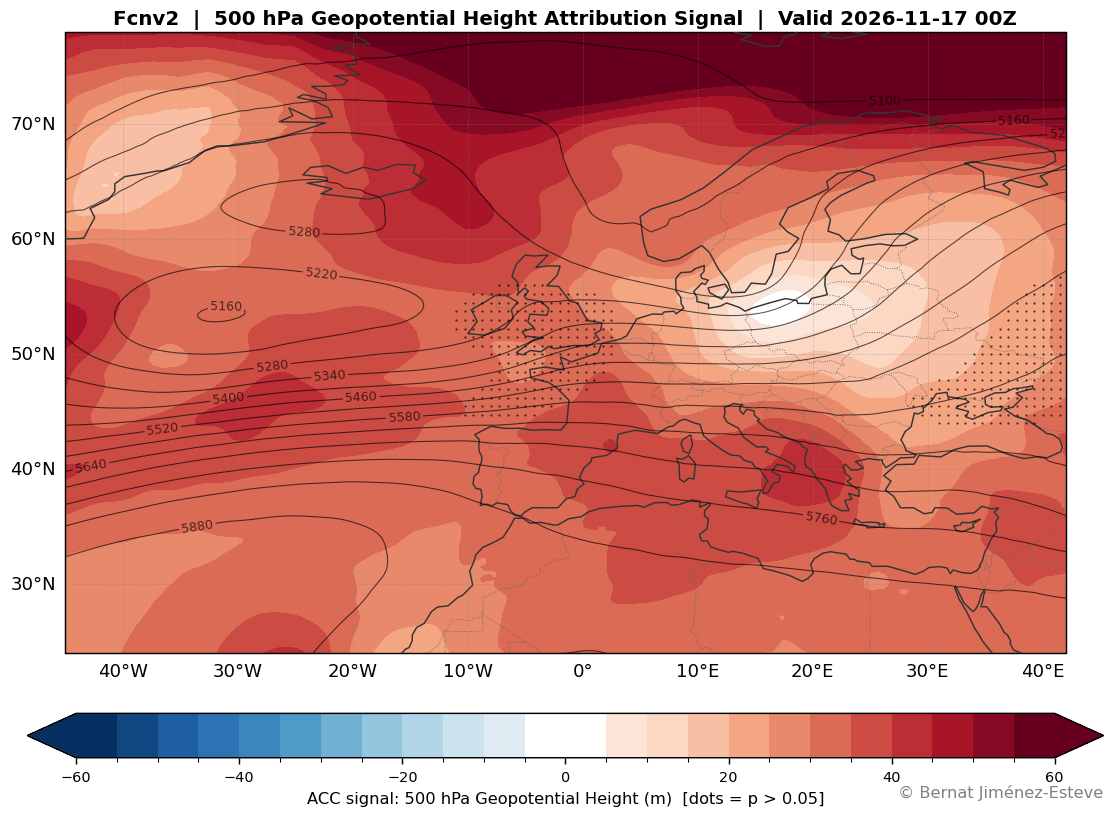 Fcnv2 | 500 hPa Geopotential Height Attribution Signal | Valid 2026-11-17 00Z
70°N
60°N
50°N
40°N
30°N
5100
5160
52
5280
5220
5160
5280
5340
5400
5460
5520
5580
5640
5760
5880
40°W
30°W
20°W
10°W
0°
10°E
20°E
30°E
40°E
−60
−40
−20
0
20
40
60
ACC signal: 500 hPa Geopotential Height (m) [dots = p > 0.05]
© Bernat Jiménez-Esteve